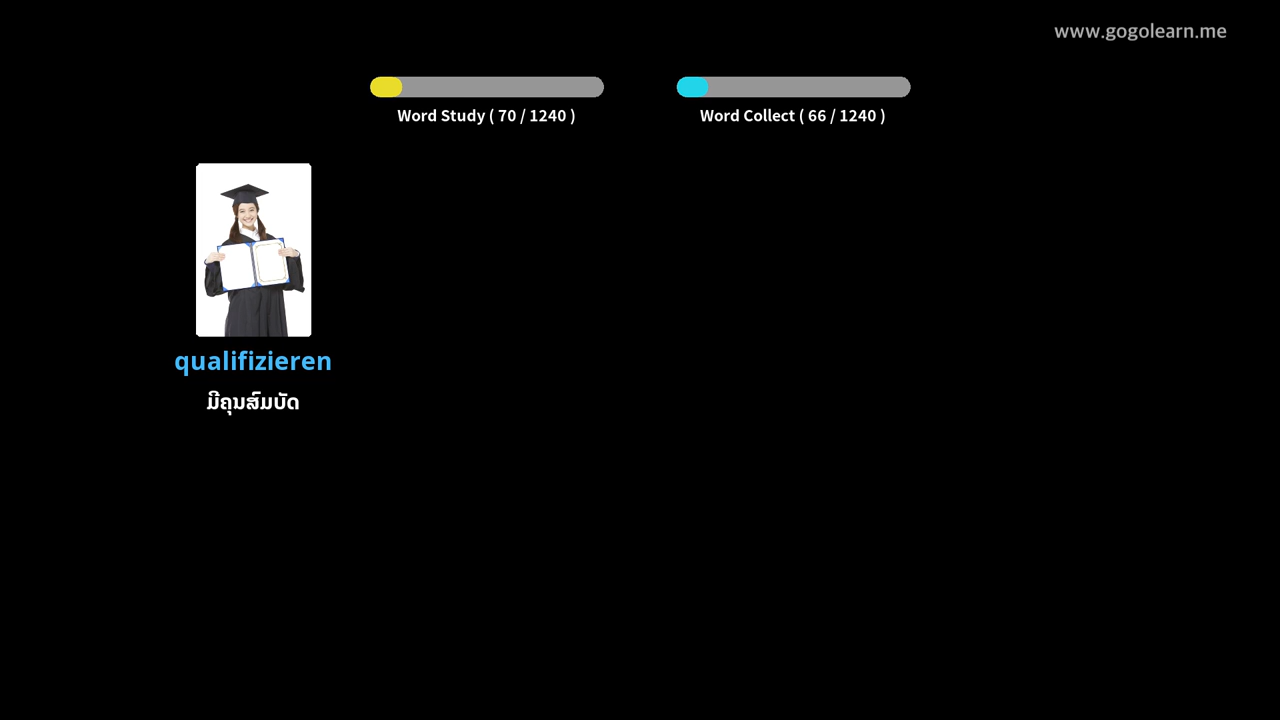 www.gogolearn.me
Word Study ( 70 / 1240 )
Word Collect ( 66 / 1240 )
qualifizieren
ມີຄຸນສົມບັດ